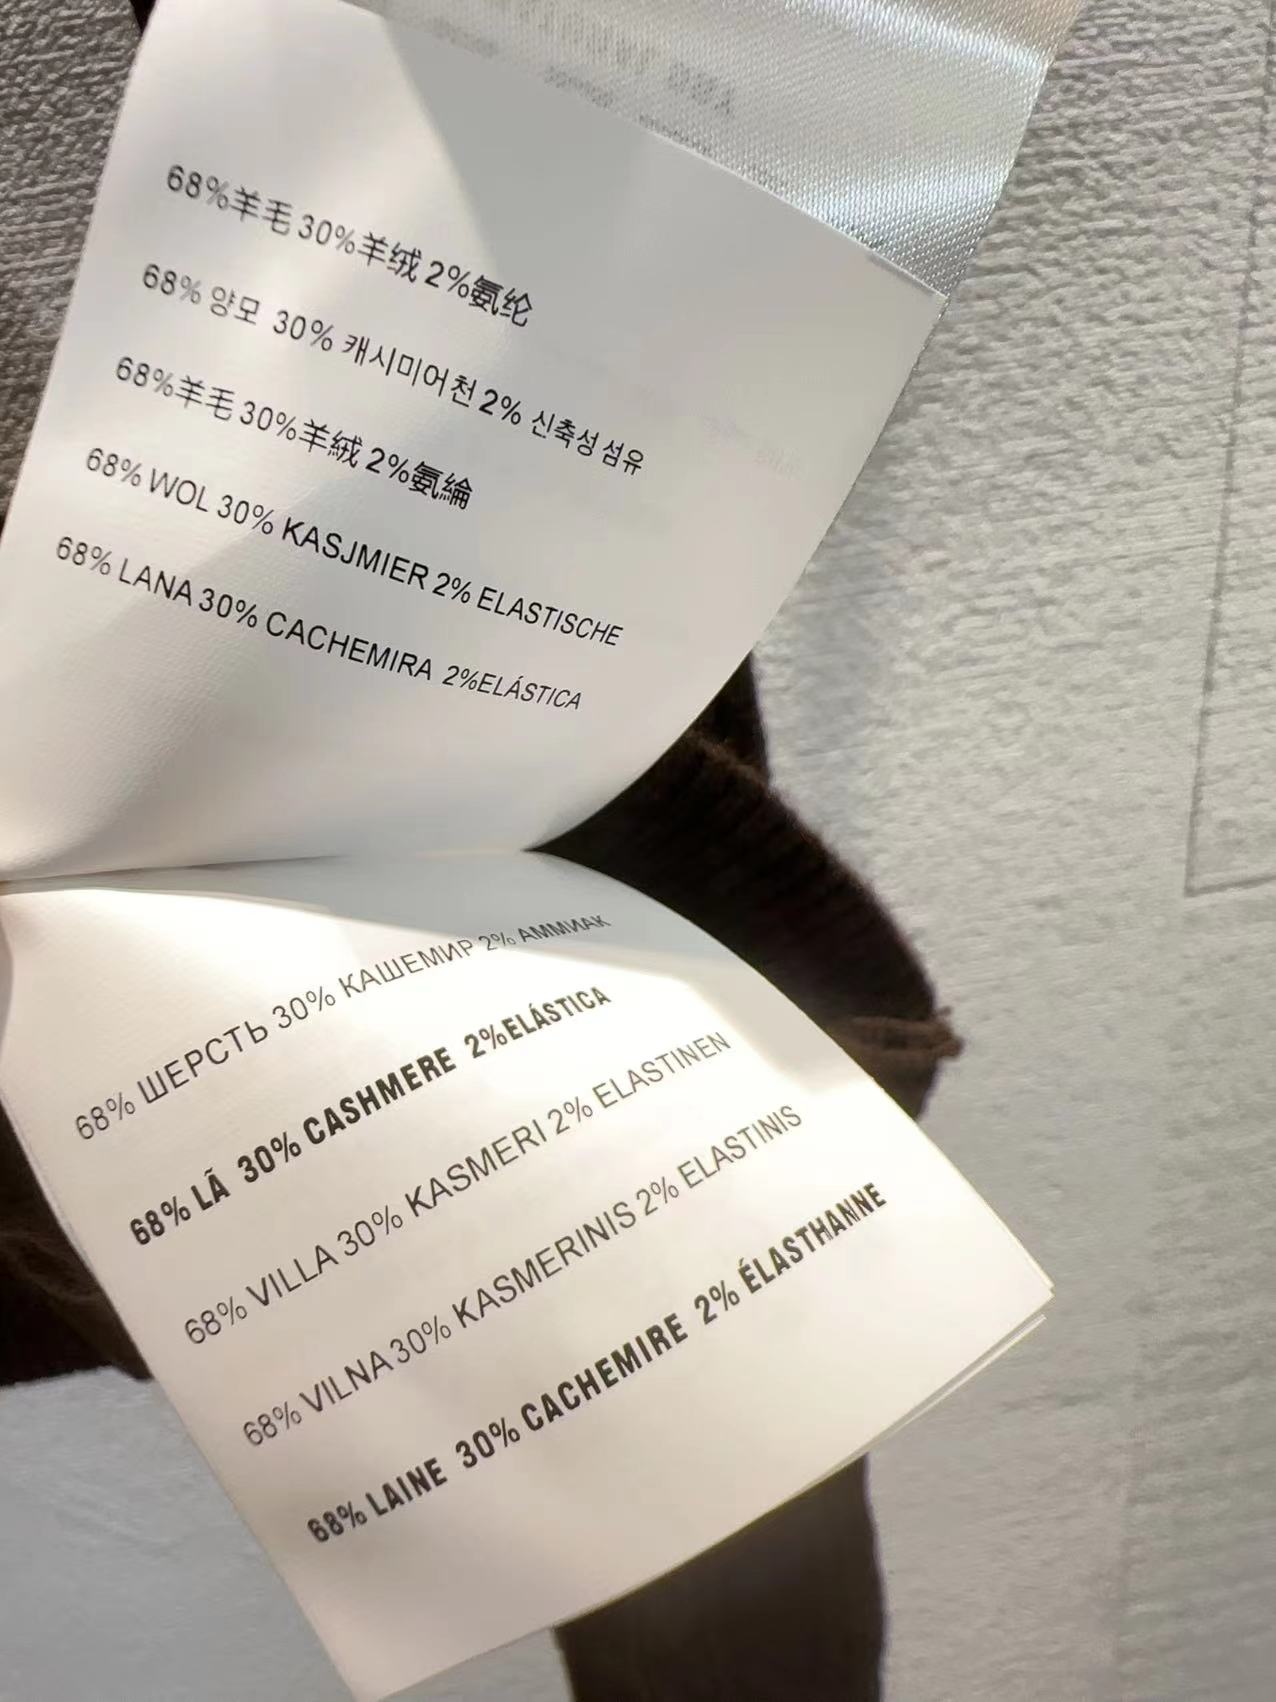 68%羊毛 30%羊绒 2%氨纶
68% 양모 30% 캐시미어천 2% 신축성 섬유
68%羊毛 30%羊絨 2%氨綸
68% WOL 30% KASJMIER 2% ELASTISCHE
68% LANA 30% CACHEMIRA 2%ELÁSTICA
68% ШЕРСТЬ 30% КАШЕМИР 2% АММИАК
68% LÃ 30% CASHMERE 2%ELÁSTICA
68% VILLA 30% KASMERI 2% ELASTINEN
68% VILNA 30% KASMERINIS 2% ELASTINIS
68% LAINE 30% CACHEMIRE 2% ÉLASTHANNE